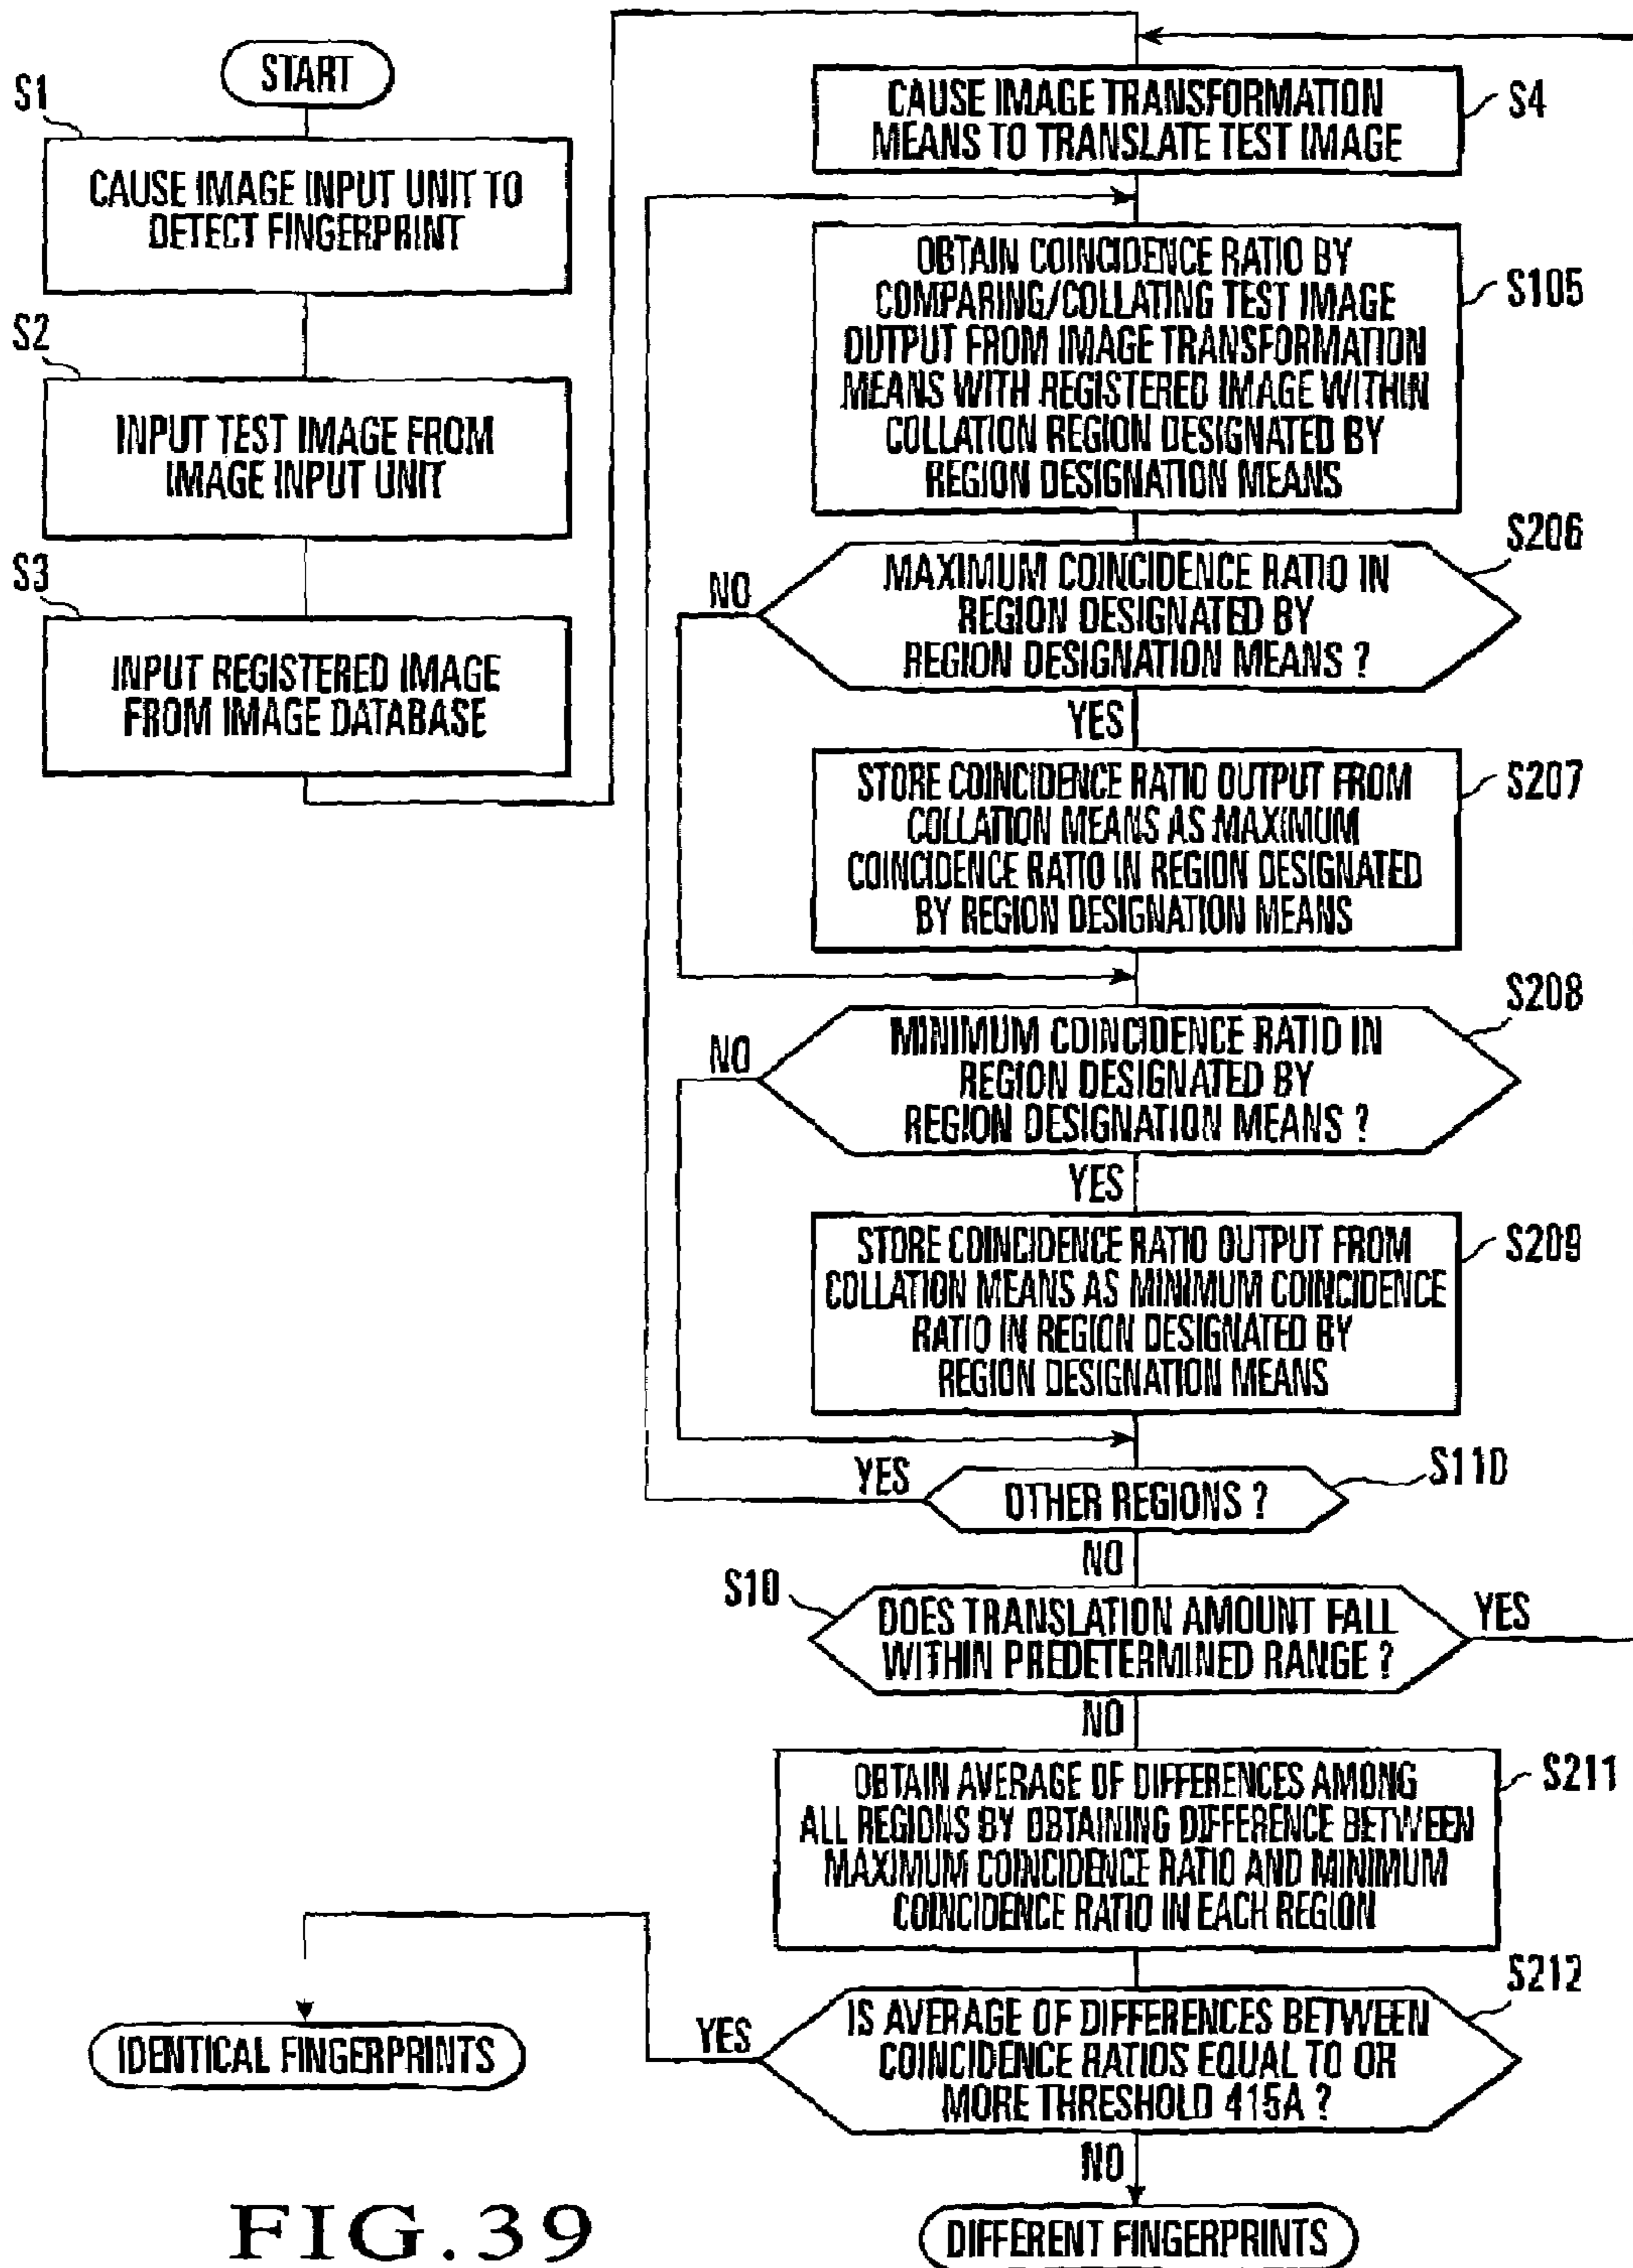 START
S1
CAUSE IMAGE INPUT UNIT TO
DETECT FINGERPRINT
S2
INPUT TEST IMAGE FROM
IMAGE INPUT UNIT
S3
INPUT REGISTERED IMAGE
FROM IMAGE DATABASE
CAUSE IMAGE TRANSFORMATION
MEANS TO TRANSLATE TEST IMAGE
S4
OBTAIN COINCIDENCE RATIO BY
COMPARING/COLLATING TEST IMAGE
OUTPUT FROM IMAGE TRANSFORMATION
MEANS WITH REGISTERED IMAGE WITHIN
COLLATION REGION DESIGNATED BY
REGION DESIGNATION MEANS
S105
MAXIMUM COINCIDENCE RATIO IN
REGION DESIGNATED BY
REGION DESIGNATION MEANS ?
S206
NO
YES
STORE COINCIDENCE RATIO OUTPUT FROM
COLLATION MEANS AS MAXIMUM
COINCIDENCE RATIO IN REGION DESIGNATED
BY REGION DESIGNATION MEANS
S207
MINIMUM COINCIDENCE RATIO IN
REGION DESIGNATED BY
REGION DESIGNATION MEANS ?
S208
NO
YES
STORE COINCIDENCE RATIO OUTPUT FROM
COLLATION MEANS AS MINIMUM COINCIDENCE
RATIO IN REGION DESIGNATED BY
REGION DESIGNATION MEANS
S209
OTHER REGIONS ?
S110
YES
NO
S10
DOES TRANSLATION AMOUNT FALL
WITHIN PREDETERMINED RANGE ?
YES
NO
OBTAIN AVERAGE OF DIFFERENCES AMONG
ALL REGIONS BY OBTAINING DIFFERENCE BETWEEN
MAXIMUM COINCIDENCE RATIO AND MINIMUM
COINCIDENCE RATIO IN EACH REGION
S211
IS AVERAGE OF DIFFERENCES BETWEEN
COINCIDENCE RATIOS EQUAL TO OR
MORE THRESHOLD 415A ?
S212
YES
IDENTICAL FINGERPRINTS
NO
DIFFERENT FINGERPRINTS
FIG.39